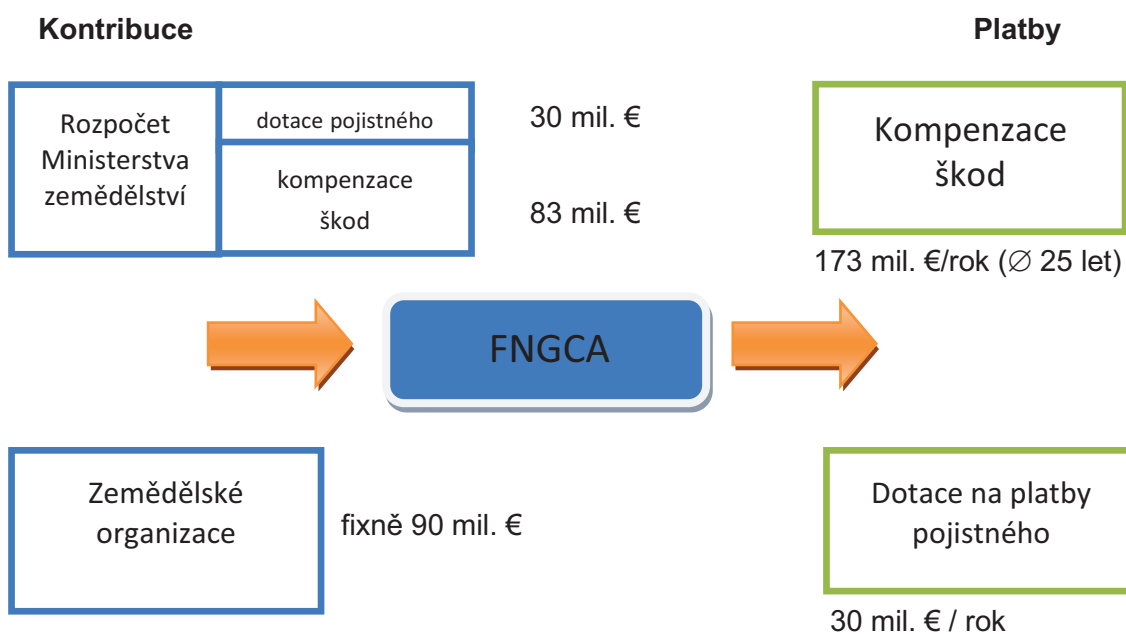 Kontribuce
Platby
Rozpočet
Ministerstva
zemědělství
dotace pojistného
30 mil. €
kompenzace
škod
83 mil. €
Kompenzace
škod
173 mil. €/rok (∅ 25 let)
FNGCA
Zemědělské
organizace
fixně 90 mil. €
Dotace na platby
pojistného
30 mil. € / rok